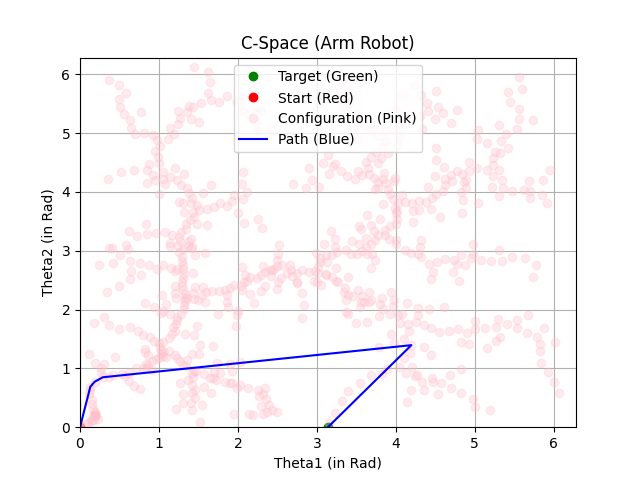 C-Space (Arm Robot)
Target (Green)
Start (Red)
Configuration (Pink)
Path (Blue)
Theta2 (in Rad)
6
5
4
3
2
1
0
0 1 2 3 4 5 6
Theta1 (in Rad)